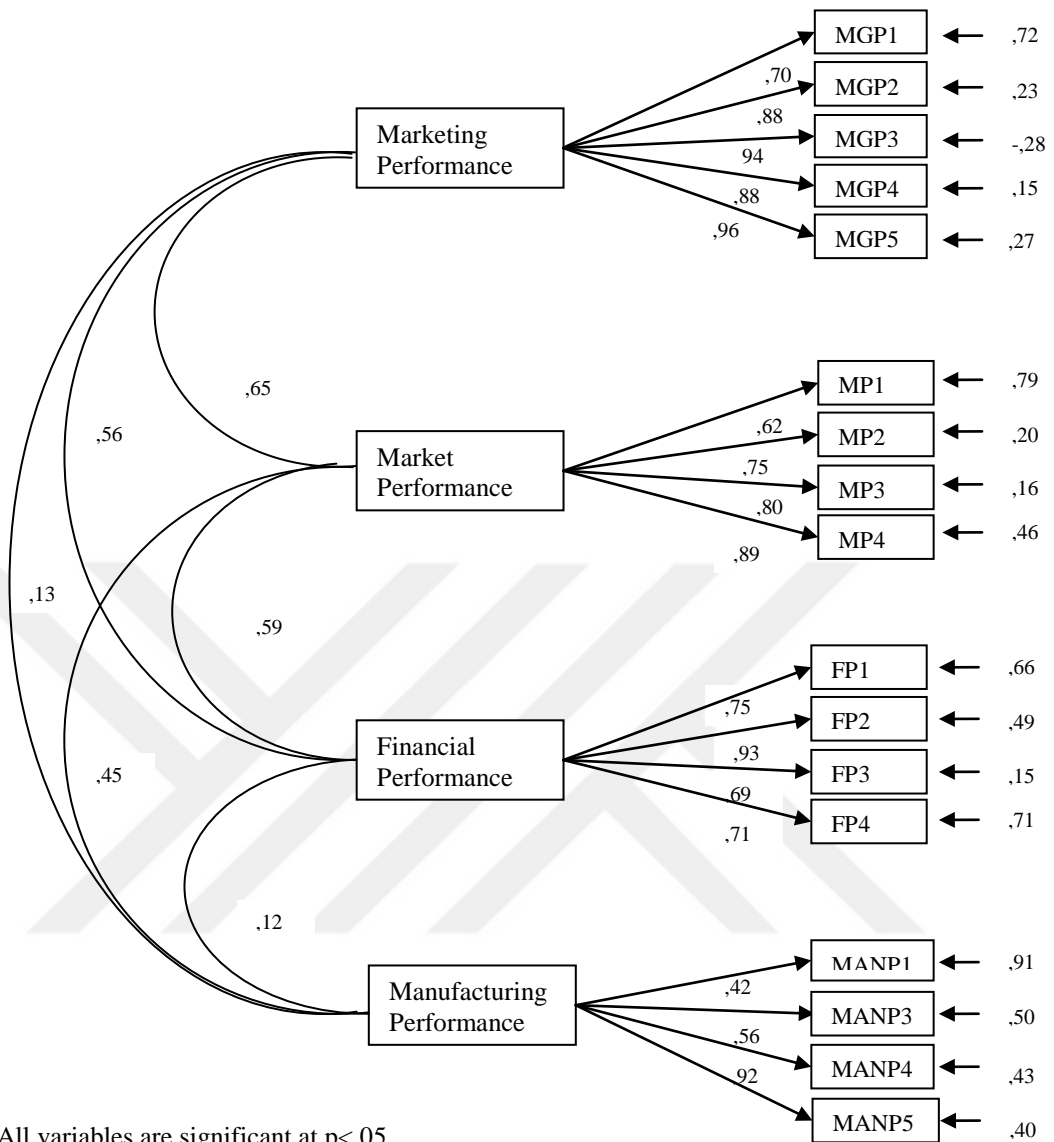 MGP1 ,72
,70
MGP2 ,23
,88
Marketing
Performance
MGP3 -,28
94
MGP4 ,15
,88
,96
MGP5 ,27
,65
,56
MP1 ,79
,62
MP2 ,20
Market
Performance
,75
MP3 ,16
,80
MP4 ,46
,89
,13
,59
FP1 ,66
,75
FP2 ,49
Financial
Performance
,93
FP3 ,15
69
,71
FP4 ,71
,45
,12
MANP1 ,91
,42
Manufacturing
Performance
MANP3 ,50
,56
MANP4 ,43
92
MANP5 ,40
All variables are significant at p<.05